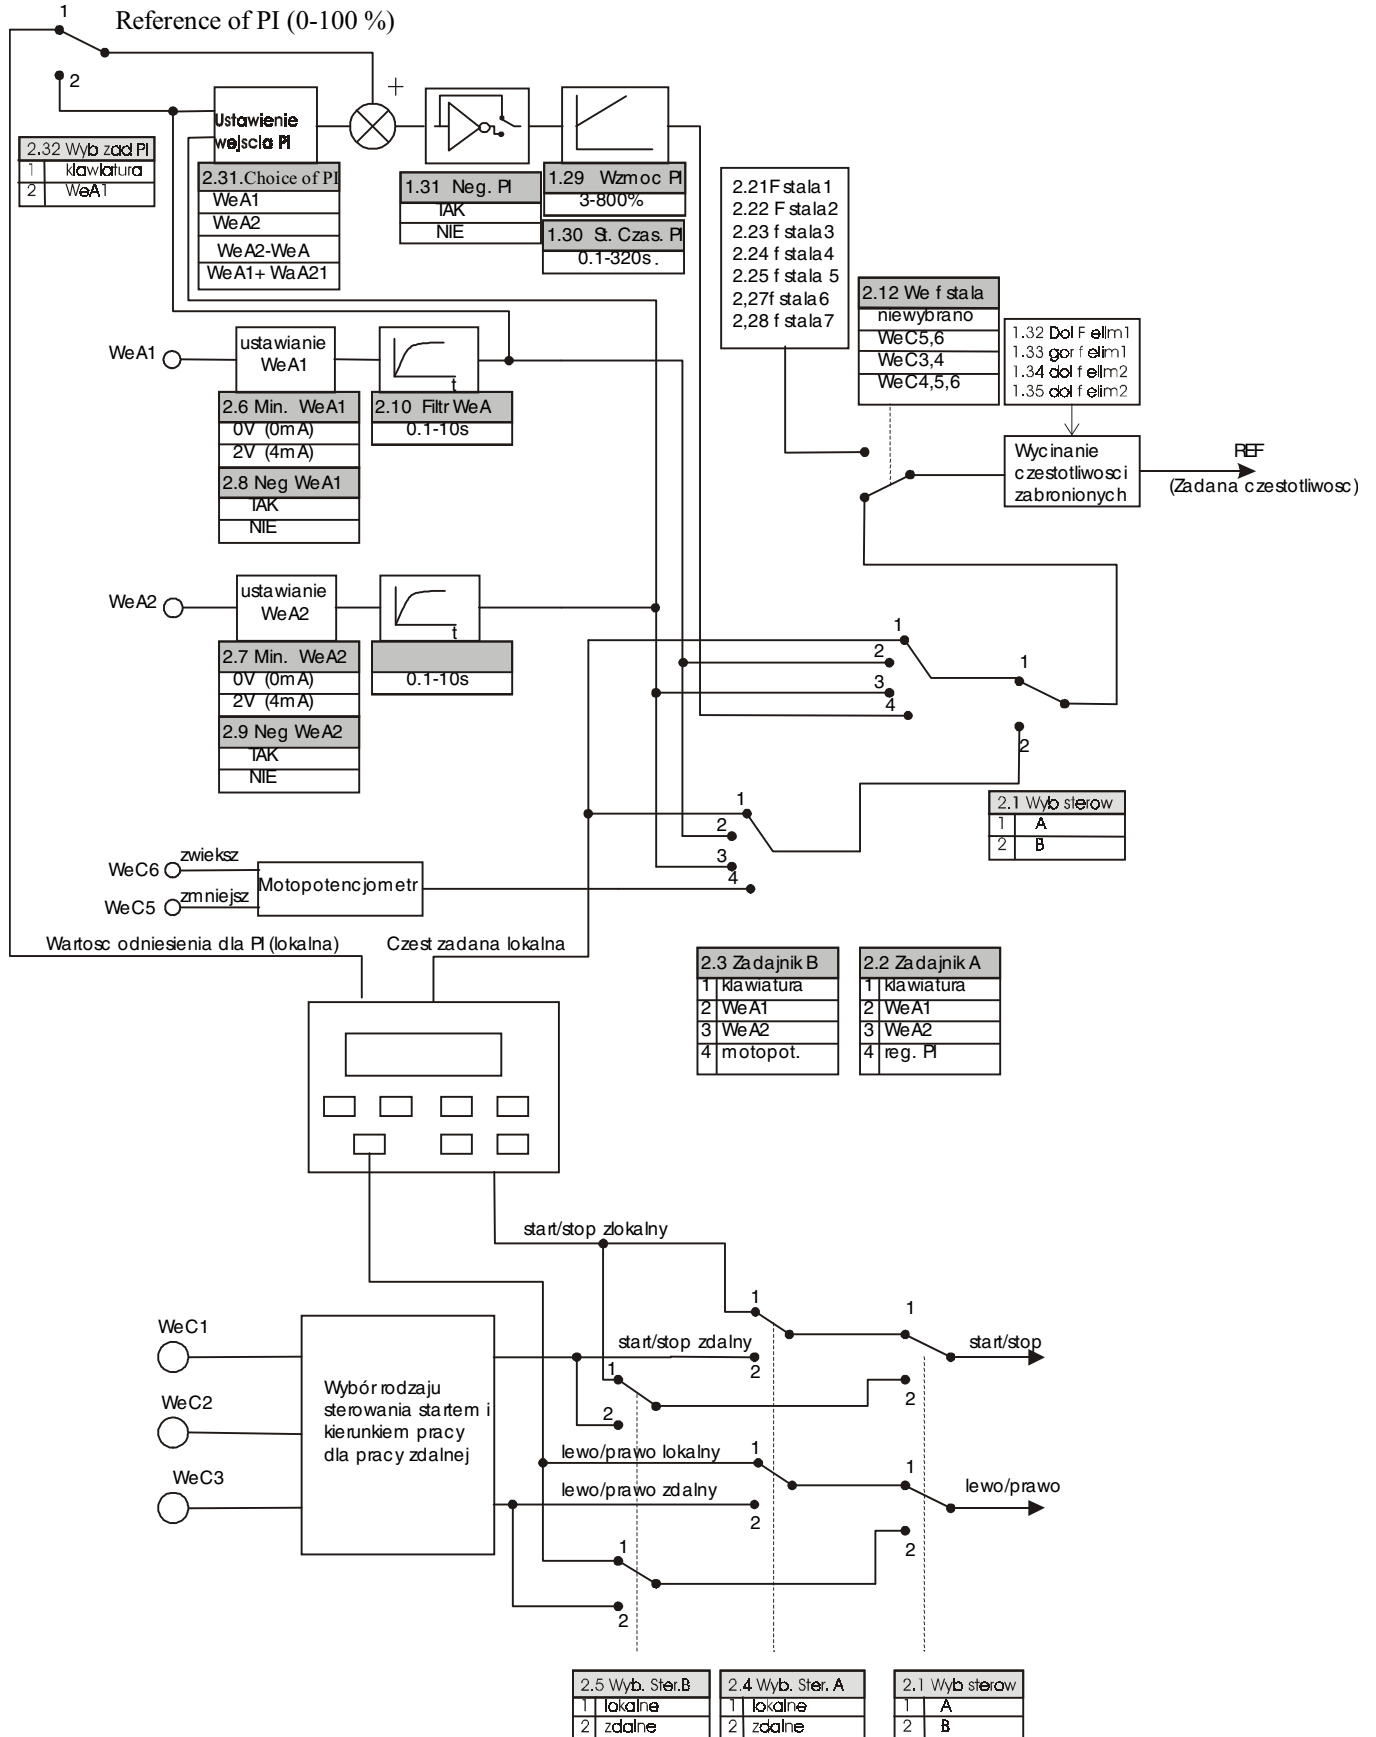 1
Reference of PI (0-100 %)
2
+
Ustawienie
wejscia PI
2.32 Wyb zad PI
1 klawiatura
2 WeA1
2.31.Choice of PI
WeA1
WeA2
WeA2-WeA
WeA1+ WaA21
1.31 Neg. PI
TAK
NIE
1.29 Wzmoc PI
3-800%
1.30 St. Czas. PI
0.1-320s .
2.21F stala1
2.22 F stala2
2.23 f stala3
2.24 f stala4
2.25 f stala 5
2,27f stala6
2,28 f stala7
2.12 We f stala
niewybrano
WeC5,6
WeC3,4
WeC4,5,6
1.32 Dol F elim1
1.33 gor f elim1
1.34 dol f elim2
1.35 dol f elim2
WeA1
ustawianie
WeA1
t
2.6 Min. WeA1
0V (0mA)
2V (4mA)
2.8 Neg WeA1
TAK
NIE
2.10 Filtr WeA
0.1-10s
Wycinanie
czestotliwosci
zabronionych
REF
(Zadana czestotliwosc)
WeA2
ustawianie
WeA2
t
2.7 Min. WeA2
0V (0mA)
2V (4mA)
2.9 Neg WeA2
TAK
NIE
0.1-10s
1
2
3
4
1
2
2.1 Wyb sterow
1 A
2 B
1
2
3
4
WeC6
zwieksz
WeC5
zmniejsz
Motopotencjometr
Wartosc odniesienia dla PI (lokalna)
Czest zadana lokalna
2.3 Zadajnik B
1 klawiatura
2 WeA1
3 WeA2
4 motopot.
2.2 Zadajnik A
1 klawiatura
2 WeA1
3 WeA2
4 reg. PI
start/stop zlokalny
WeC1
WeC2
WeC3
Wybór rodzaju
sterowania startem i
kierunkiem pracy
dla pracy zdalnej
1
start/stop zdalny
2
1
start/stop
2
1
2
lewo/prawo lokalny
1
lewo/prawo zdalny
2
1
lewo/prawo
2
1
2
2.5 Wyb. Ster.B
1 lokalne
2 zdalne
2.4 Wyb. Ster. A
1 lokalne
2 zdalne
2.1 Wyb steraw
1 A
2 B